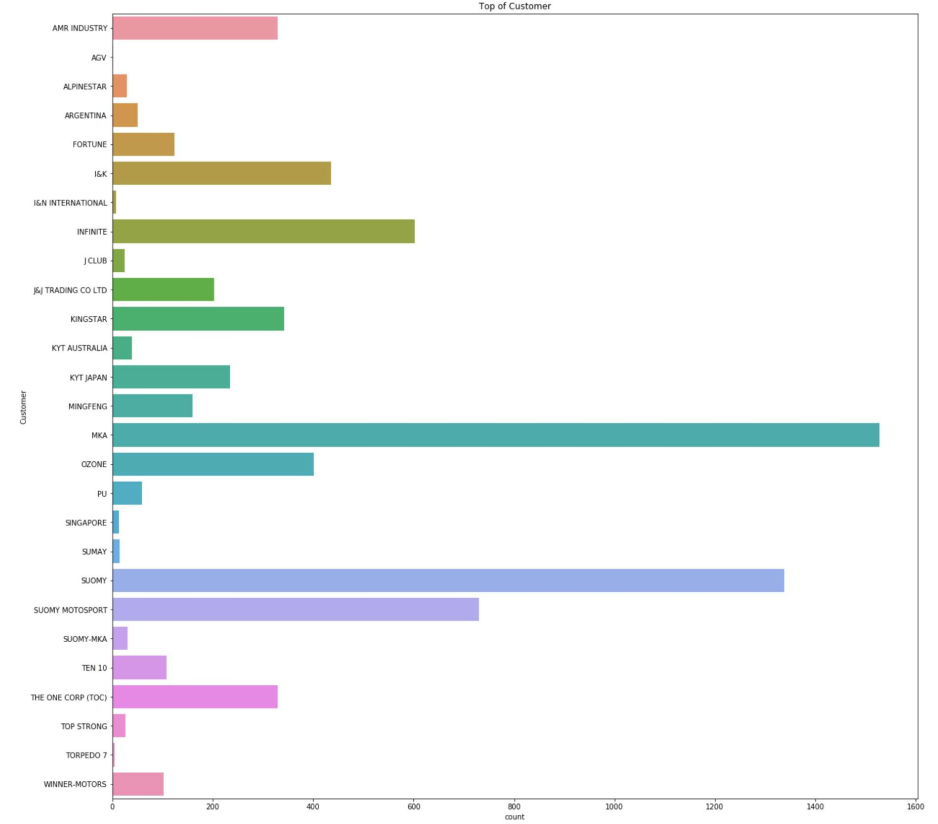 Top of Customer
AMR INDUSTRY
AGV
ALPINESTAR
ARGENTINA
FORTUNE
I&K
I&N INTERNATIONAL
INFINITE
J CLUB
J&J TRADING CO LTD
KINGSTAR
KYT AUSTRALIA
KYT JAPAN
MINGFENG
Customer
MKA
OZONE
PU
SINGAPORE
SUMAY
SUOMY
SUOMY MOTOSPORT
SUOMY-MKA
TEN 10
THE ONE CORP (TOC)
TOP STRONG
TORPEDO 7
WINNER-MOTORS
0 200 400 600 800 1000 1200 1400 1600
count